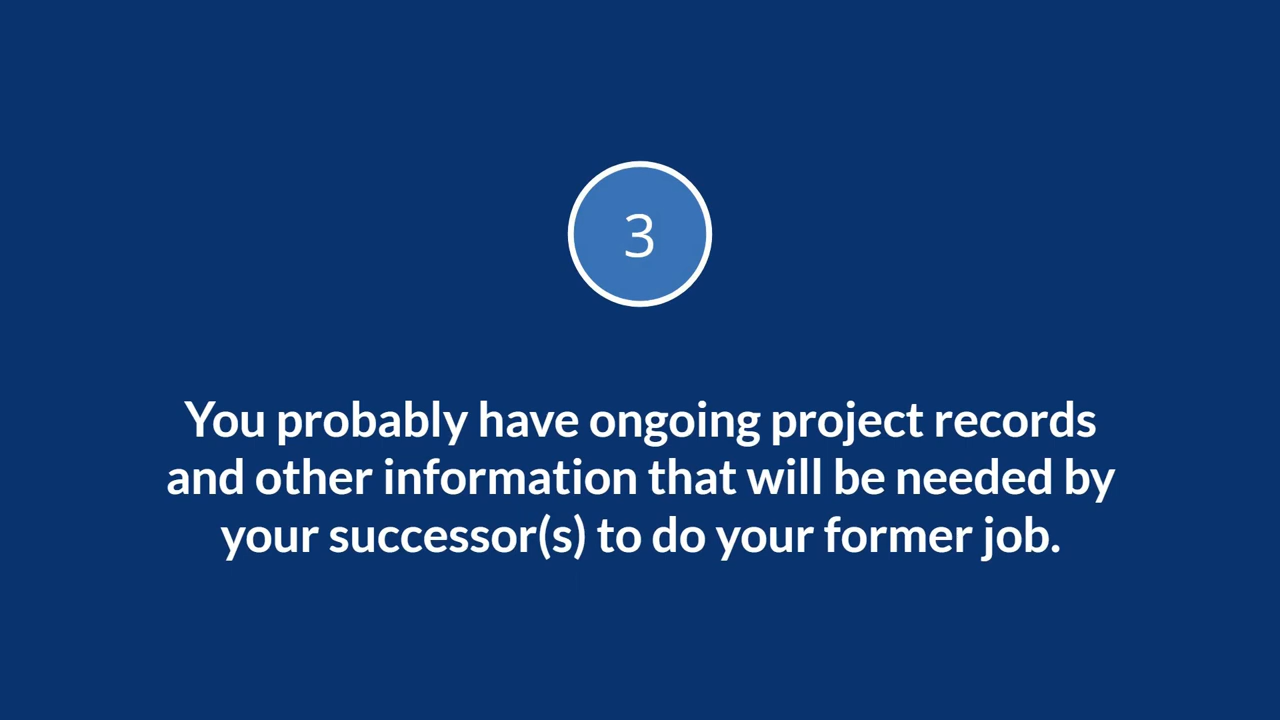 3
You probably have ongoing project records
and other information that will be needed by
your successor(s) to do your former job.